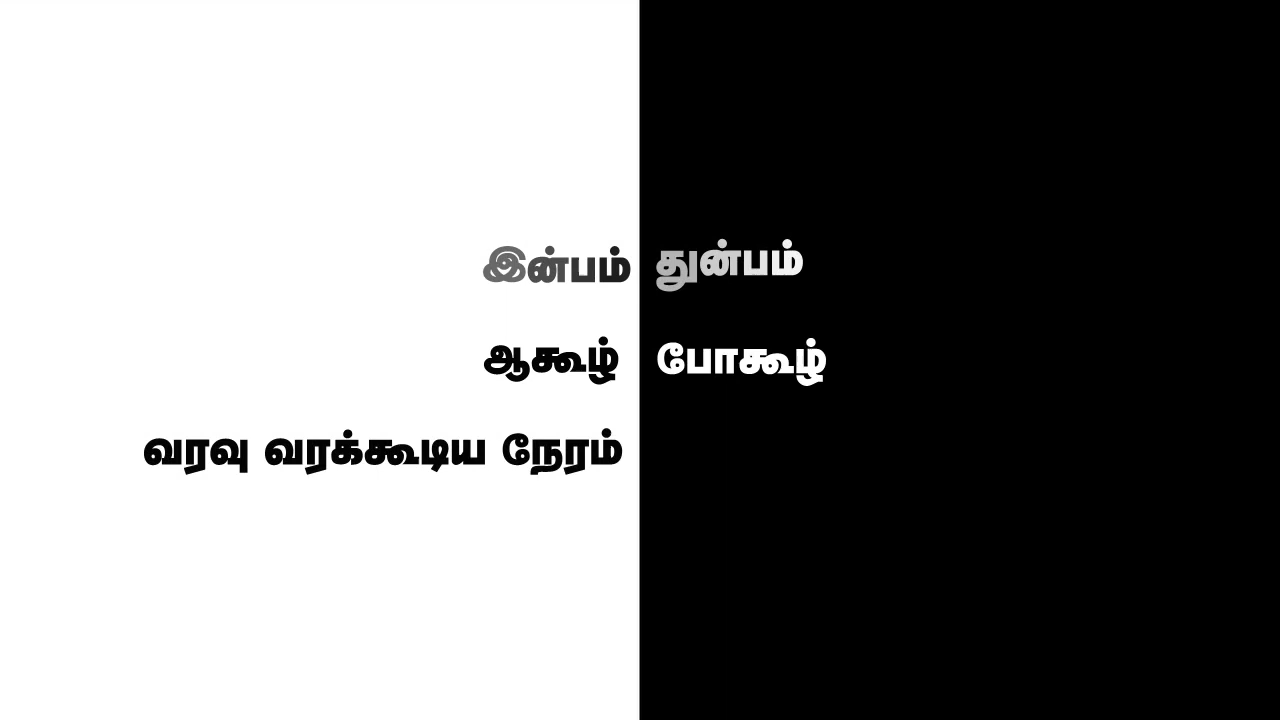 இன்பம் துன்பம்
ஆகூழ் போகூழ்
வரவு வரக்கூடிய நேரம்